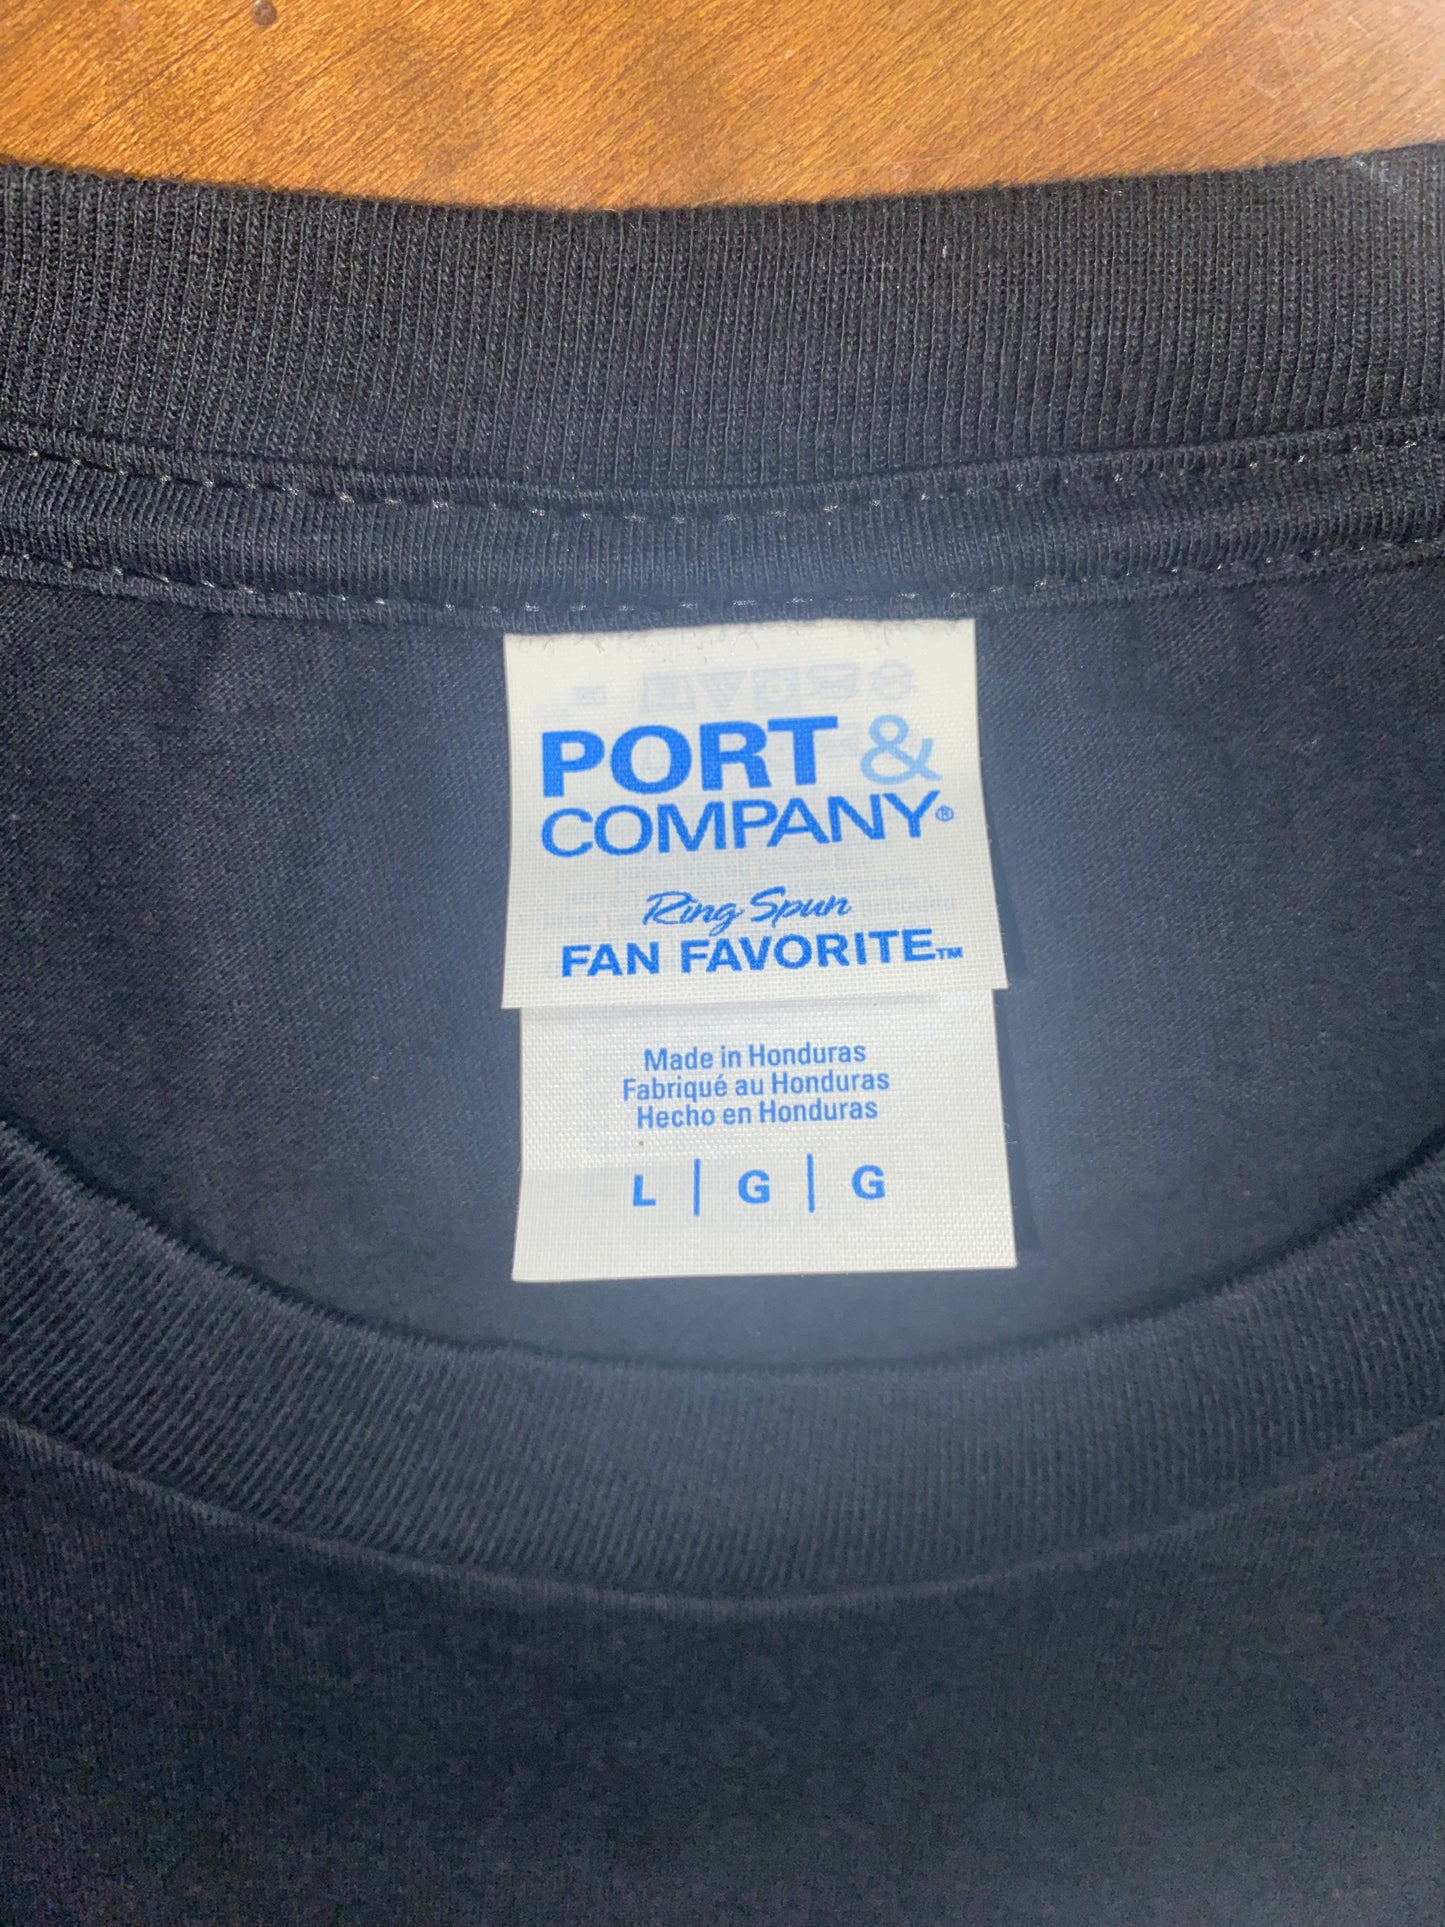 PORT &
COMPANY®
Ring Spun
FAN FAVORITE™
Made in Honduras
Fabriqué au Honduras
Hecho en Honduras
L | G | G